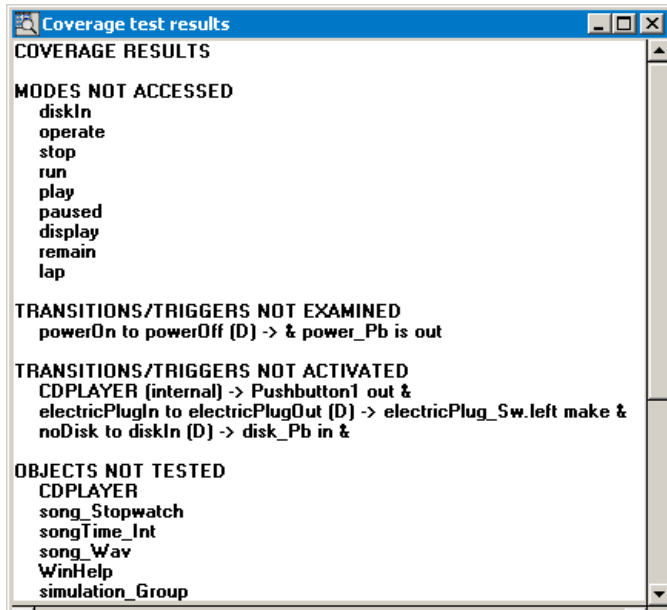 Coverage test results
COVERAGE RESULTS
MODES NOT ACCESSED
diskIn
operate
stop
run
play
paused
display
remain
lap
TRANSITIONS/TRIGGERS NOT EXAMINED
powerOn to powerOff (D) -> & power_Pb is out
TRANSITIONS/TRIGGERS NOT ACTIVATED
CDPLAYER (internal) -> Pushbutton1 out &
electricPlugIn to electricPlugOut (D) -> electricPlug_Sw.left make &
noDisk to diskIn (D) -> disk_Pb in &
OBJECTS NOT TESTED
CDPLAYER
song_Stopwatch
songTime_Int
song_Wav
WinHelp
simulation_Group